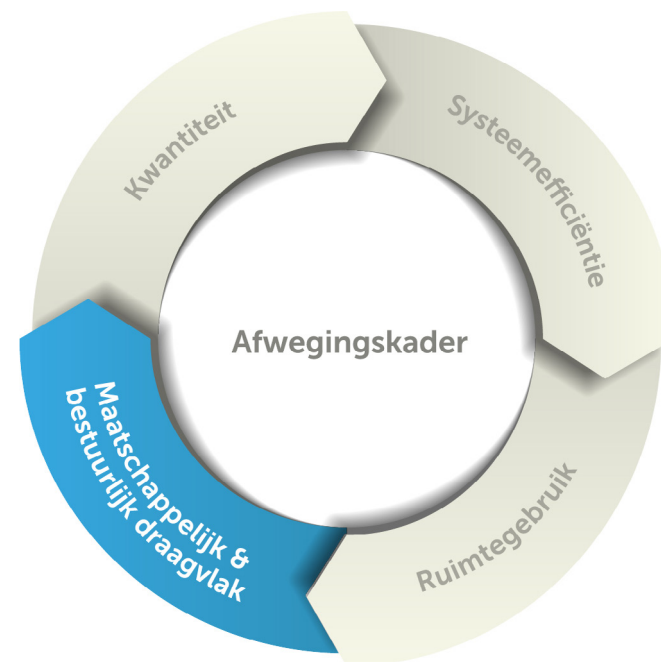 Kwantiteit
Systeemefficiëntie
Afwegingskader
Maatschappelijk &
bestuurlijk draagvlak
Ruimtegebruik